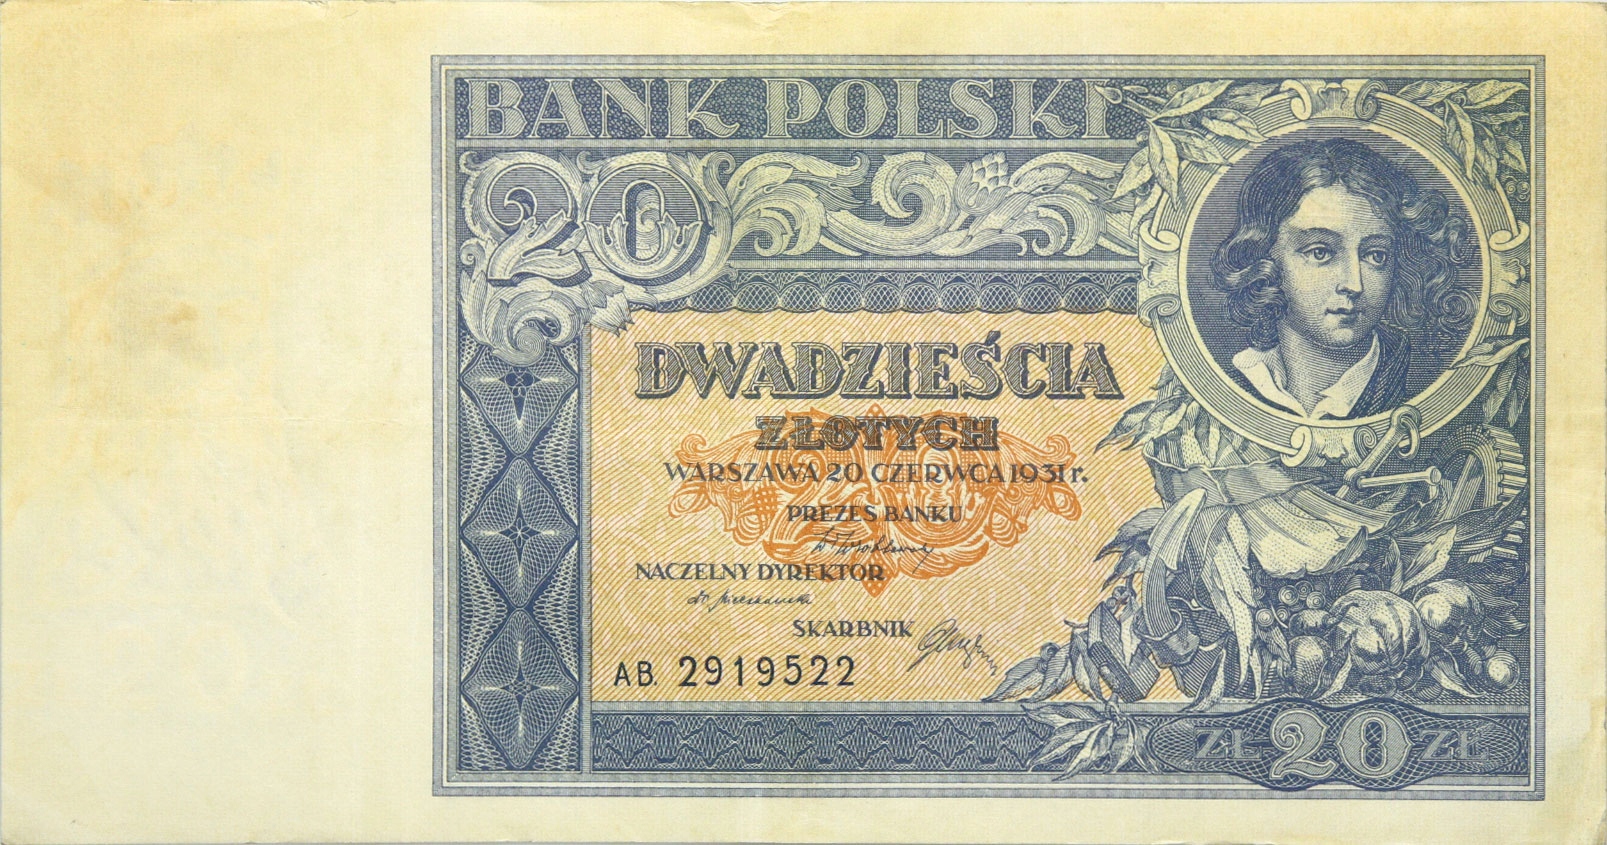 BANK POLSKI
20
DWADZIEŚCIA
ZŁOTYCH
20
WARSZAWA 20 CZERWCA 1931 r.
PREZES BANKU
NACZELNY DYREKTOR
SKARBNIK
AB. 2919522
ZŁ 20 ZŁ